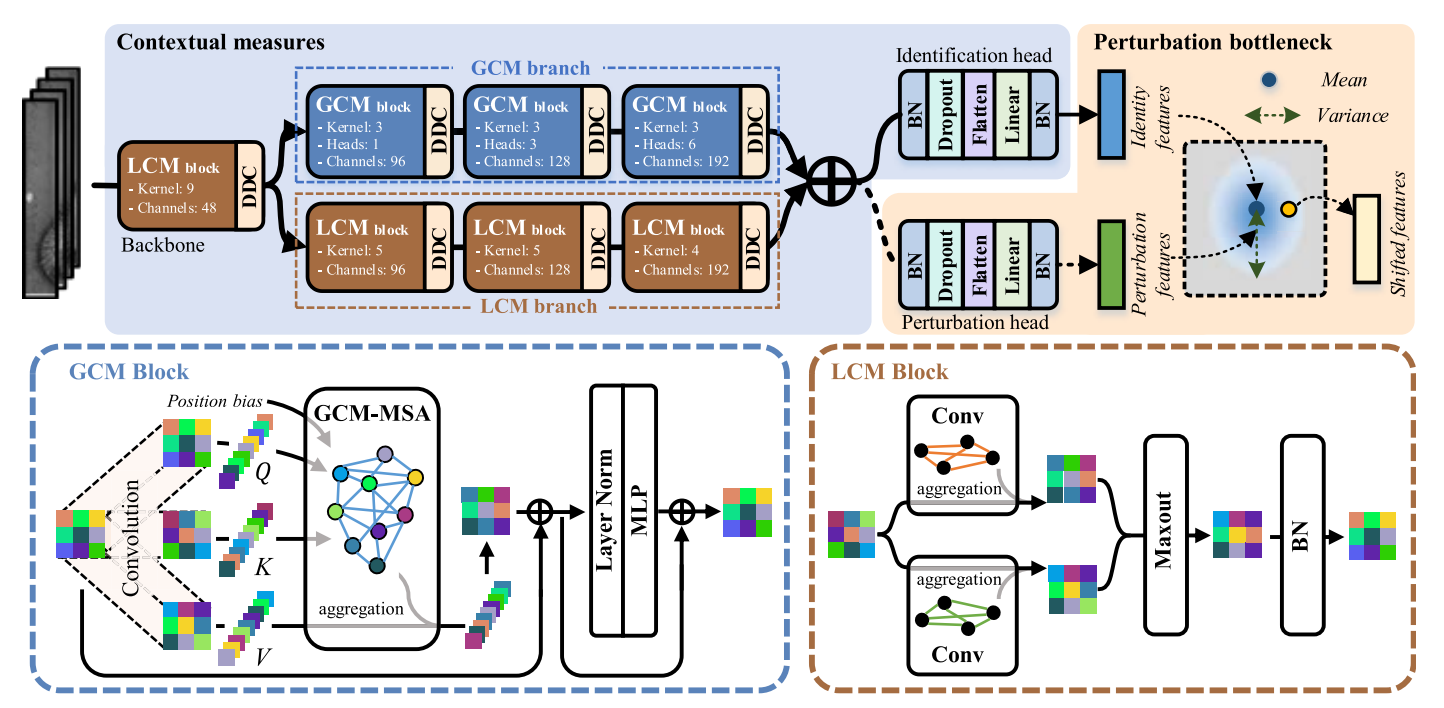 Contextual measures
GCM branch
GCM block
- Kernel: 3
- Heads: 1
- Channels: 96
DDC
GCM block
- Kernel: 3
- Heads: 3
- Channels: 128
DDC
GCM block
- Kernel: 3
- Heads: 6
- Channels: 192
DDC
LCM block
- Kernel: 9
- Channels: 48
DDC
Backbone
LCM block
- Kernel: 5
- Channels: 96
DDC
LCM block
- Kernel: 5
- Channels: 128
DDC
LCM block
- Kernel: 4
- Channels: 192
DDC
LCM branch
Identification head
BN
Dropout
Flatten
Linear
BN
BN
Dropout
Flatten
Linear
BN
Perturbation head
Perturbation bottleneck
Mean
Variance
Identity
features
Perturbation
features
Shifted features
GCM Block
Position bias
GCM-MSA
Convolution
Q
K
V
aggregation
Layer Norm
MLP
LCM Block
Conv
aggregation
aggregation
Conv
Maxout
BN